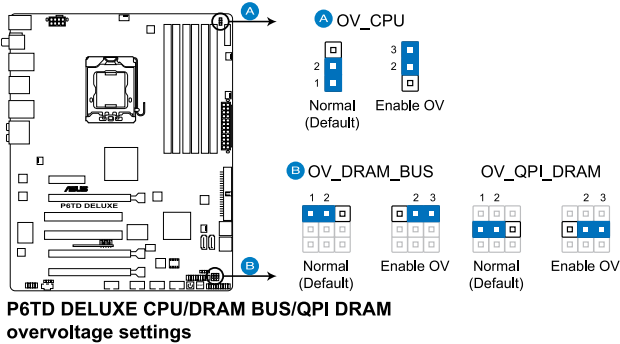 A
A OV_CPU
3
2
2
1
Normal
(Default)
Enable OV
B OV_DRAM_BUS
OV_QPI_DRAM
1 2
2 3
1 2
2 3
Normal
(Default)
Enable OV
Normal
(Default)
Enable OV
ASUS
P6TD DELUXE
B
P6TD DELUXE CPU/DRAM BUS/QPI DRAM
overvoltage settings